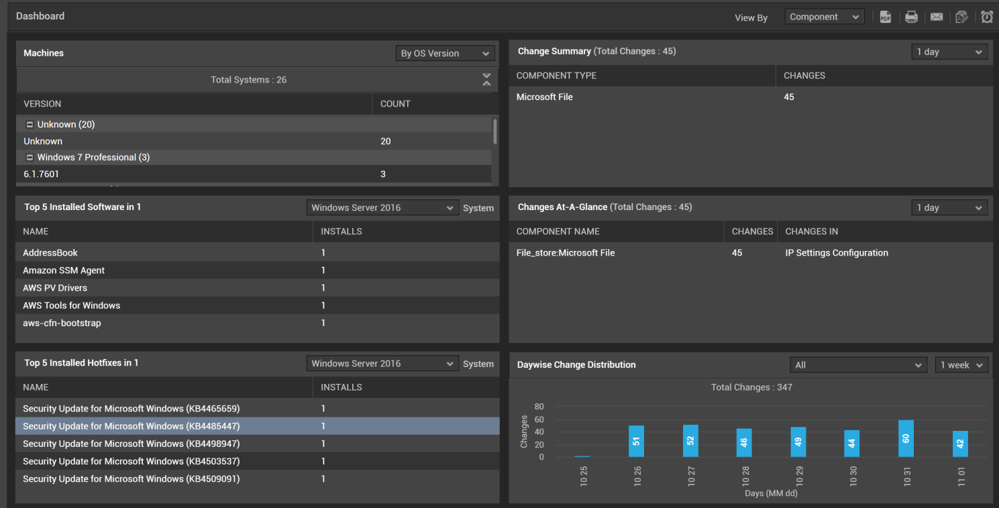 Dashboard
View By Component
PDF
Machines
By OS Version
Total Systems : 26
VERSION COUNT
Unknown (20)
Unknown 20
Windows 7 Professional (3)
6.1.7601 3
Change Summary (Total Changes : 45)
1 day
COMPONENT TYPE CHANGES
Microsoft File 45
Top 5 Installed Software in 1 Windows Server 2016 System
NAME INSTALLS
AddressBook 1
Amazon SSM Agent 1
AWS PV Drivers 1
AWS Tools for Windows 1
aws-cfn-bootstrap 1
Changes At-A-Glance (Total Changes : 45)
1 day
COMPONENT NAME CHANGES CHANGES IN
File_store:Microsoft File 45 IP Settings Configuration
Top 5 Installed Hotfixes in 1 Windows Server 2016 System
NAME INSTALLS
Security Update for Microsoft Windows (KB4465659) 1
Security Update for Microsoft Windows (KB4485447) 1
Security Update for Microsoft Windows (KB4498947) 1
Security Update for Microsoft Windows (KB4503537) 1
Security Update for Microsoft Windows (KB4509091) 1
Daywise Change Distribution
All
1 week
Total Changes : 347
Changes
80
60
40
20
0
51 52 46 49 44 60 42
10 25 10 26 10 27 10 28 10 29 10 30 10 31 11 01
Days (MM dd)